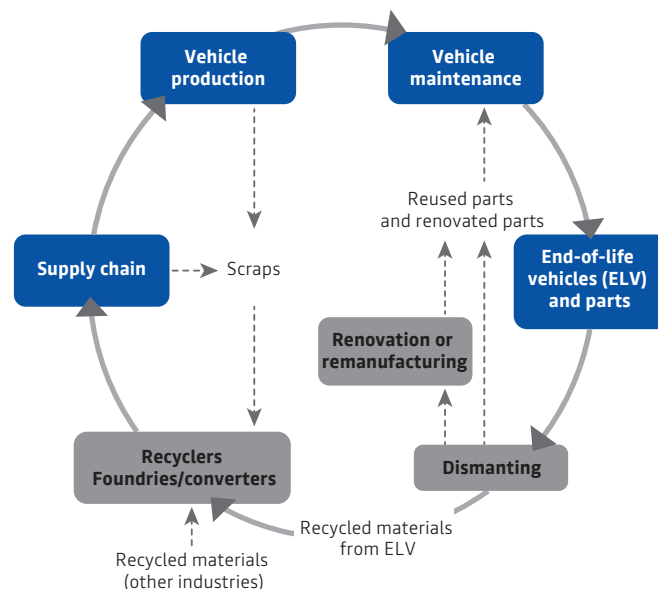 Vehicle
production
Vehicle
maintenance
Reused parts
and renovated parts
Supply chain
Scraps
End-of-life
vehicles (ELV)
and parts
Renovation or
remanufacturing
Recyclers
Foundries/converters
Dismanting
Recycled materials
from ELV
Recycled materials
(other industries)